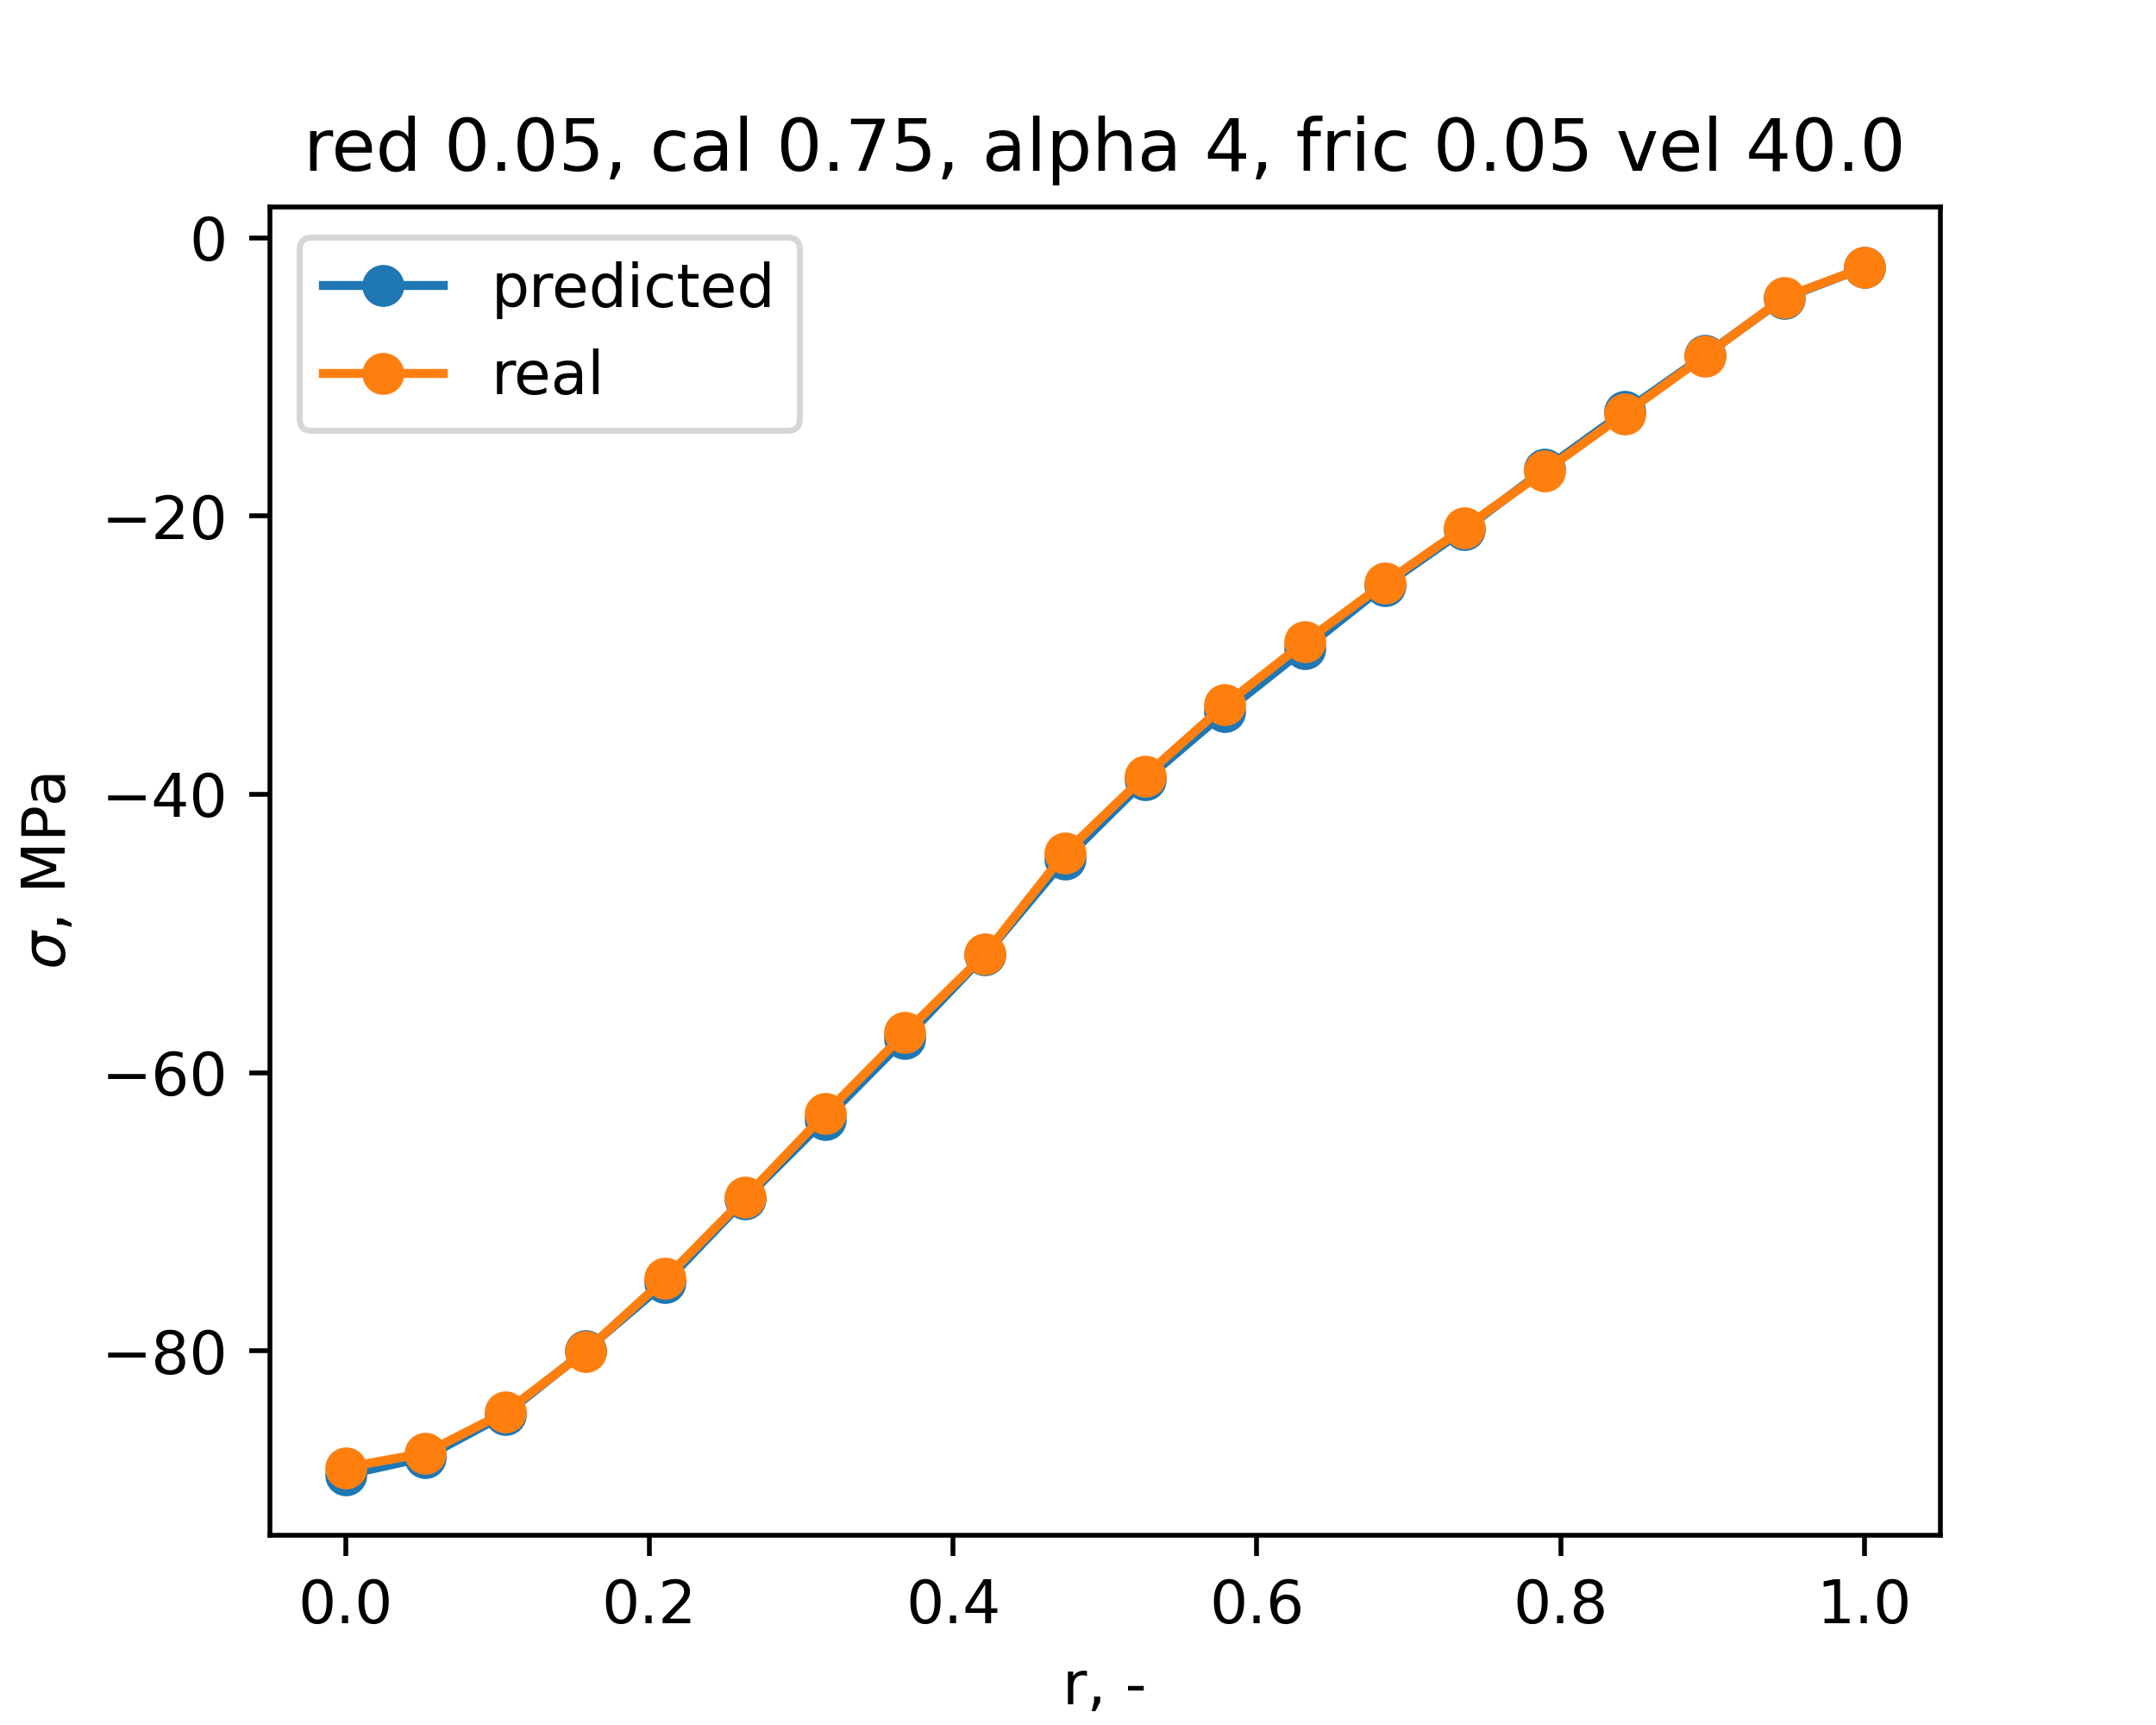 red 0.05, cal 0.75, alpha 4, fric 0.05 vel 40.0
predicted
real
0
−20
−40
−60
−80
σ, MPa
0.0 0.2 0.4 0.6 0.8 1.0
r, -